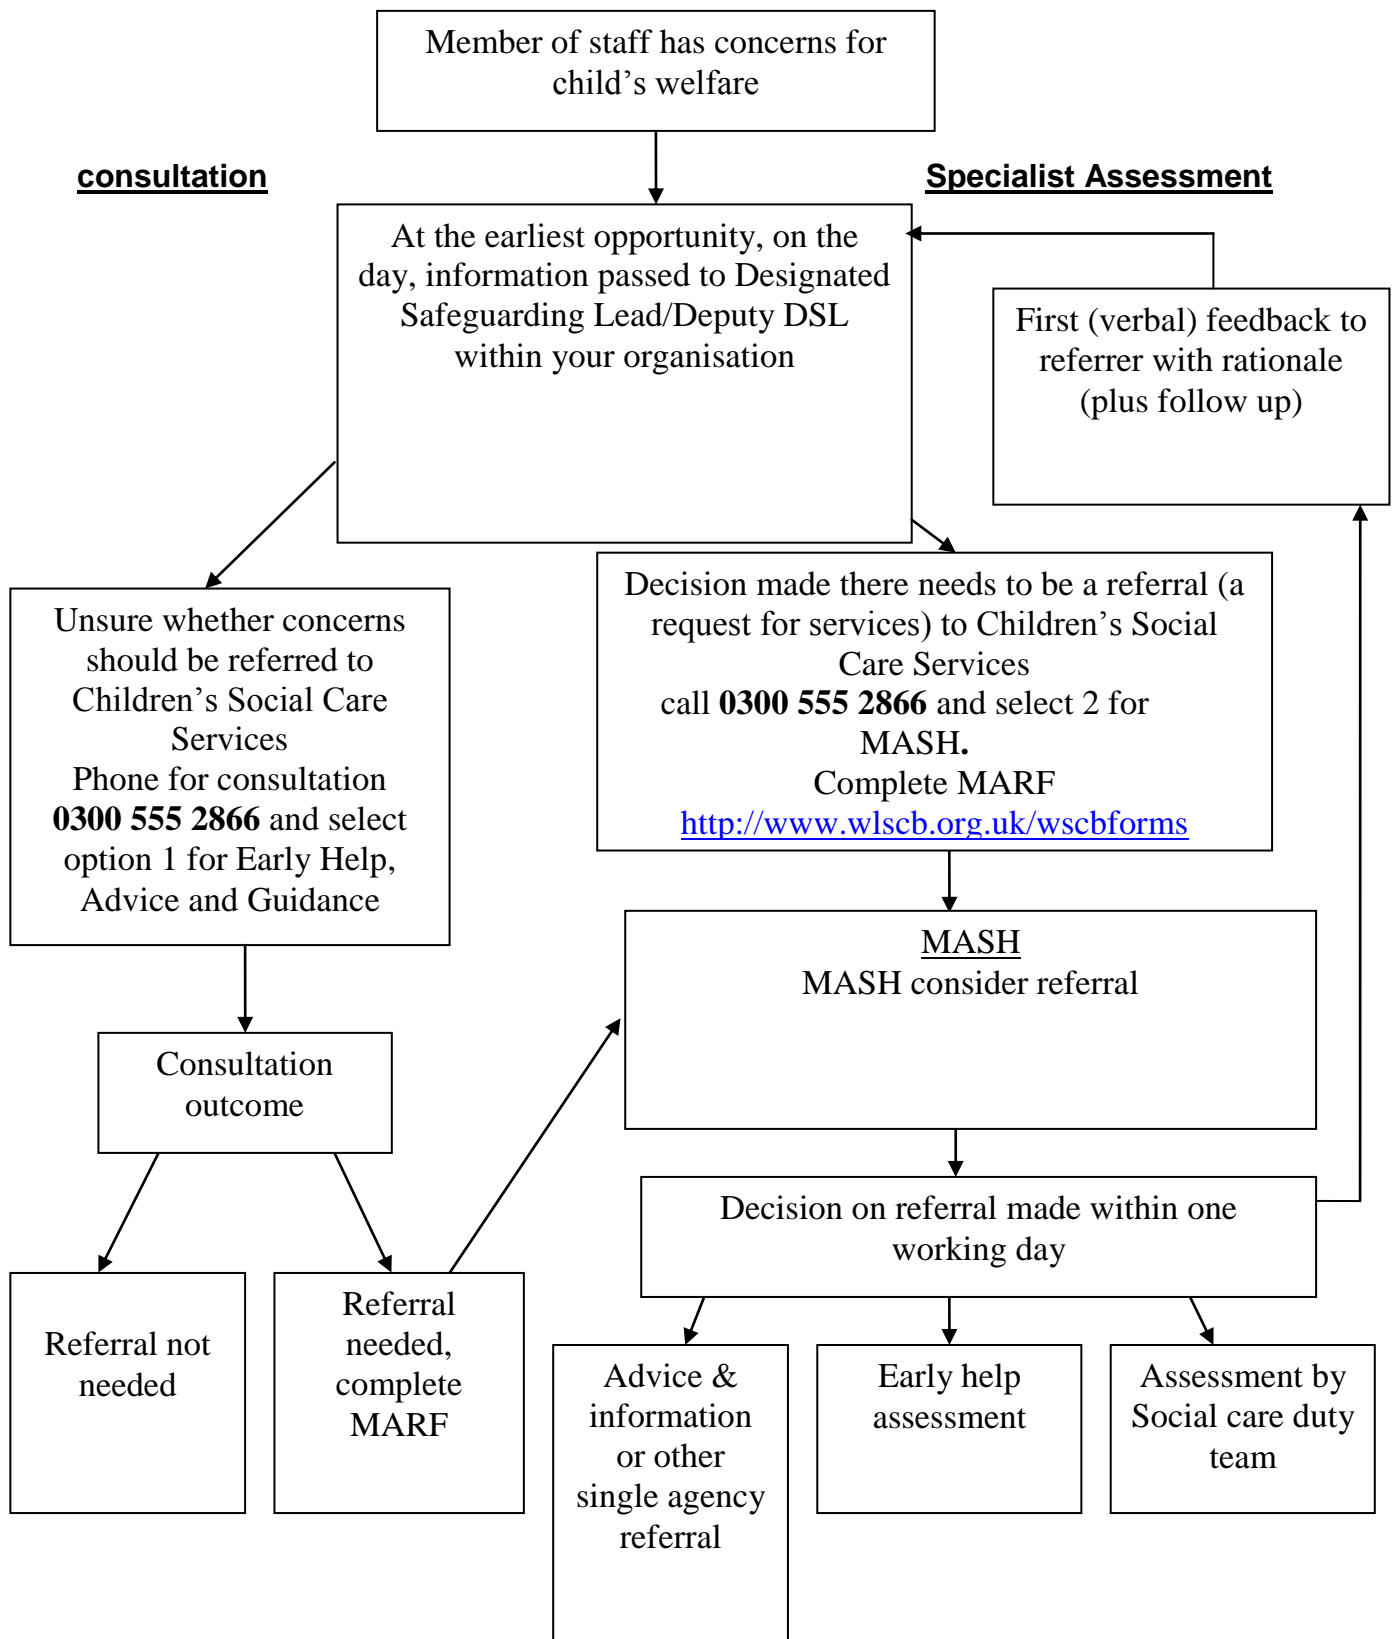 Member of staff has concerns for
child’s welfare
consultation
Specialist Assessment
At the earliest opportunity, on the
day, information passed to Designated
Safeguarding Lead/Deputy DSL
within your organisation
First (verbal) feedback to
referrer with rationale
(plus follow up)
Unsure whether concerns
should be referred to
Children’s Social Care
Services
Phone for consultation
0300 555 2866 and select
option 1 for Early Help,
Advice and Guidance
Decision made there needs to be a referral (a
request for services) to Children’s Social
Care Services
call 0300 555 2866 and select 2 for
MASH.
Complete MARF
http://www.wlscb.org.uk/wscbforms
MASH
MASH consider referral
Consultation
outcome
Decision on referral made within one
working day
Referral not
needed
Referral
needed,
complete
MARF
Advice &
information
or other
single agency
referral
Early help
assessment
Assessment by
Social care duty
team